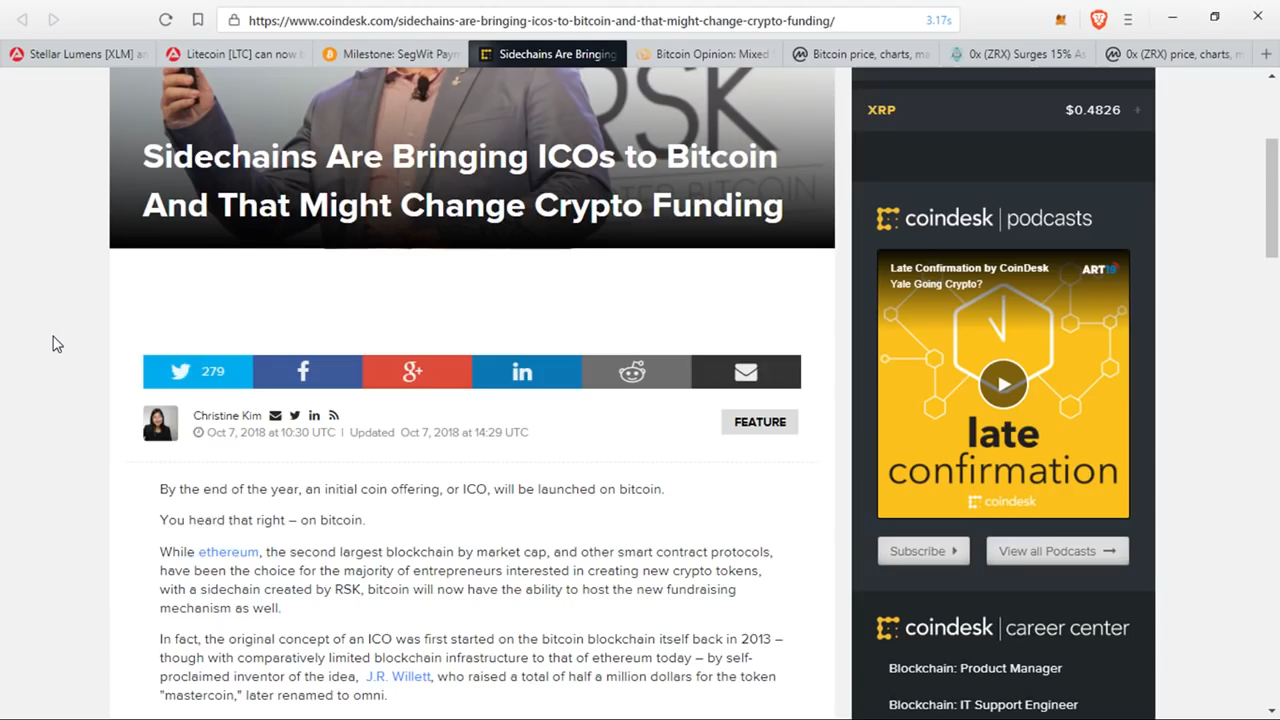 https://www.coindesk.com/sidechains-are-bringing-icos-to-bitcoin-and-that-might-change-crypto-funding/
3.17s
Stellar Lumens [XLM] an
Litecoin [LTC] can now t
Milestone: SegWit Paym
Sidechains Are Bringing
Bitcoin Opinion: Mixed
Bitcoin price, charts, ma
0x (ZRX) Surges 15% As
0x (ZRX) price, charts, m
RSK
Sidechains Are Bringing ICOs to Bitcoin
And That Might Change Crypto Funding
279
Christine Kim
Oct 7, 2018 at 10:30 UTC | Updated Oct 7, 2018 at 14:29 UTC
FEATURE
By the end of the year, an initial coin offering, or ICO, will be launched on bitcoin.
You heard that right – on bitcoin.
While ethereum, the second largest blockchain by market cap, and other smart contract protocols,
have been the choice for the majority of entrepreneurs interested in creating new crypto tokens,
with a sidechain created by RSK, bitcoin will now have the ability to host the new fundraising
mechanism as well.
In fact, the original concept of an ICO was first started on the bitcoin blockchain itself back in 2013 –
though with comparatively limited blockchain infrastructure to that of ethereum today – by self-
proclaimed inventor of the idea, J.R. Willett, who raised a total of half a million dollars for the token
"mastercoin," later renamed to omni.
XRP $0.4826 +
coindesk | podcasts
Late Confirmation by CoinDesk
Yale Going Crypto?
ART19
late
confirmation
coindesk
Subscribe
View all Podcasts
coindesk | career center
Blockchain: Product Manager
Blockchain: IT Support Engineer